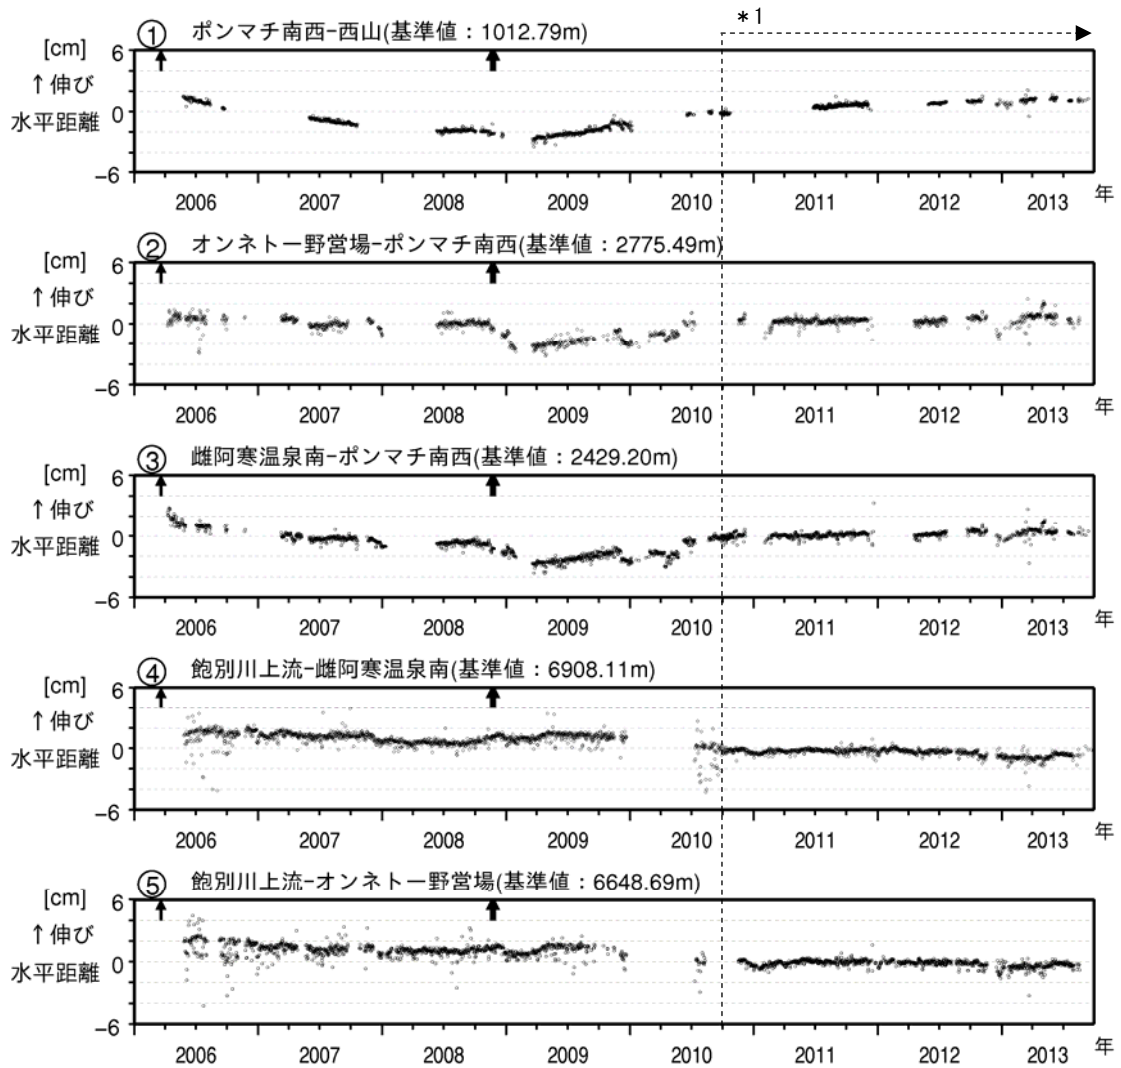 *1
① ポンマチ南西-西山(基準値：1012.79m)
[cm]
6
↑伸び
0
水平距離
-6
2006 2007 2008 2009 2010 2011 2012 2013 年
② オンネトー野営場-ポンマチ南西(基準値：2775.49m)
[cm]
6
↑伸び
0
水平距離
-6
2006 2007 2008 2009 2010 2011 2012 2013 年
③ 雌阿寒温泉南-ポンマチ南西(基準値：2429.20m)
[cm]
6
↑伸び
0
水平距離
-6
2006 2007 2008 2009 2010 2011 2012 2013 年
④ 飽別川上流-雌阿寒温泉南(基準値：6908.11m)
[cm]
6
↑伸び
0
水平距離
-6
2006 2007 2008 2009 2010 2011 2012 2013 年
⑤ 飽別川上流-オンネトー野営場(基準値：6648.69m)
[cm]
6
↑伸び
0
水平距離
-6
2006 2007 2008 2009 2010 2011 2012 2013 年